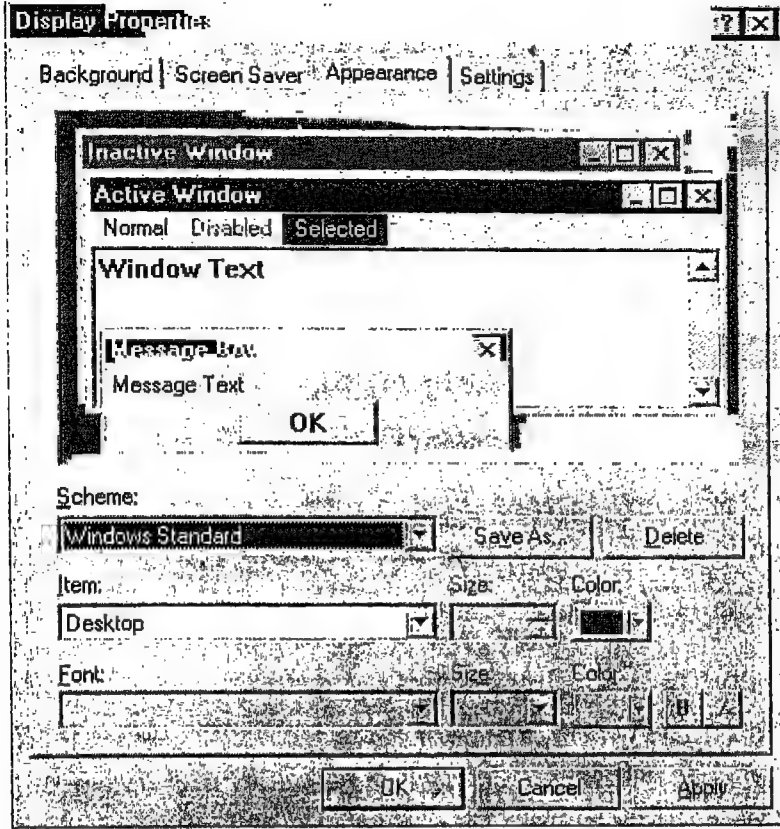 Display Properties
Background Screen Saver Appearance Settings
Inactive Window
Active Window
Normal Disabled Selected
Window Text
Message Box
Message Text
OK
Scheme:
Windows Standard Save As... Delete
Item: Size: Color:
Desktop
Font: Size: Color:
B I
OK Cancel Apply